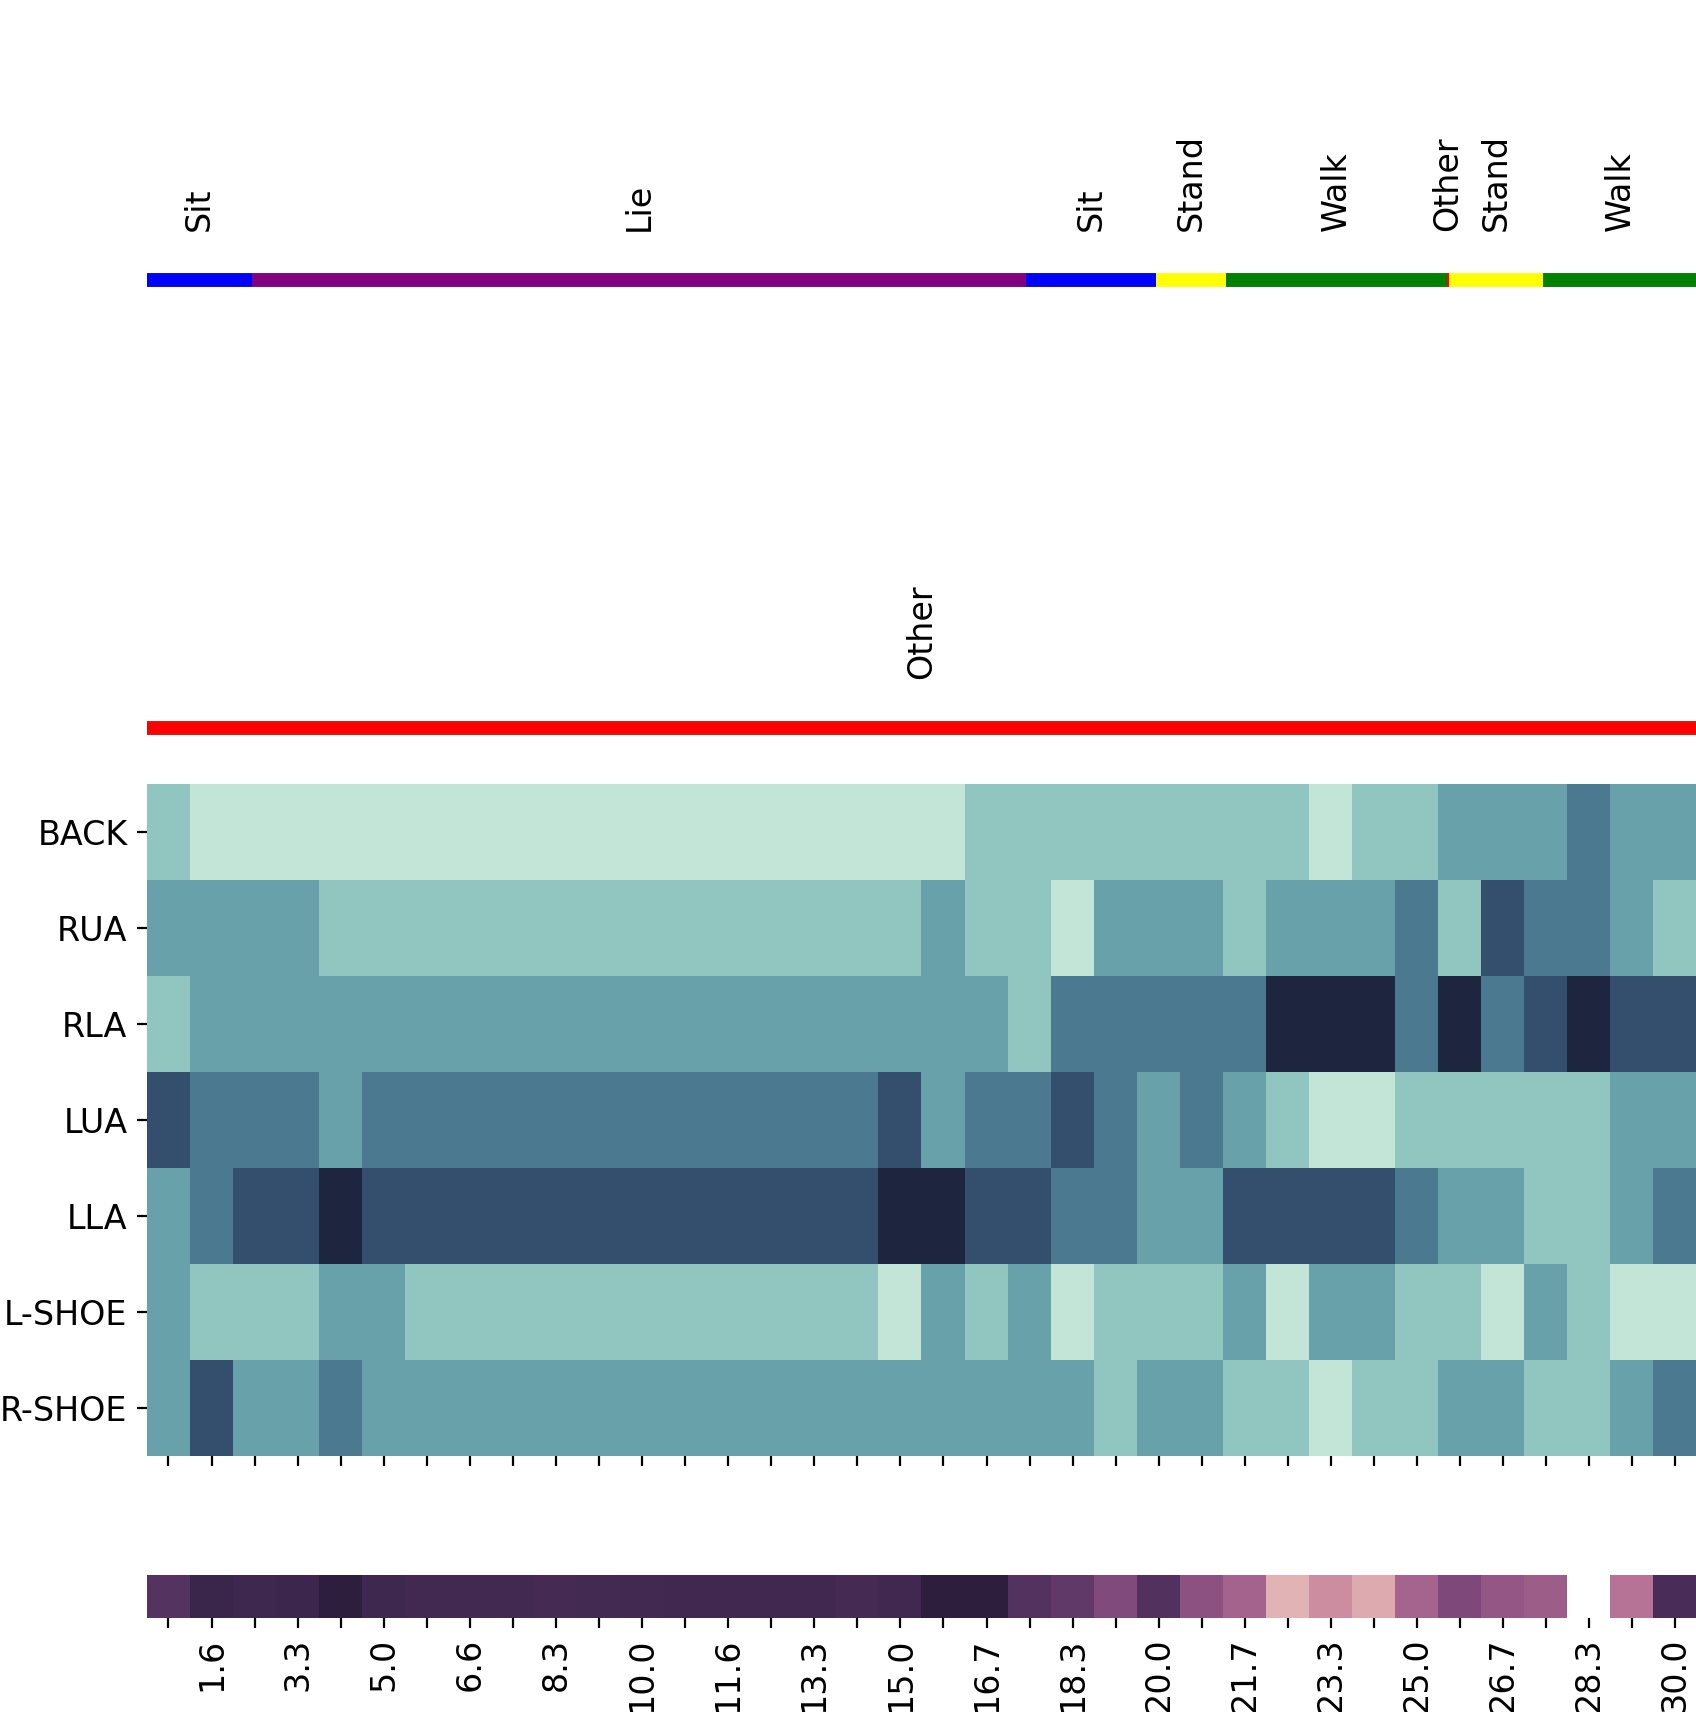 Sit
Lie
Sit
Stand
Walk
Other
Stand
Walk
Other
BACK
RUA
RLA
LUA
LLA
L-SHOE
R-SHOE
1.6
3.3
5.0
6.6
8.3
10.0
11.6
13.3
15.0
16.7
18.3
20.0
21.7
23.3
25.0
26.7
28.3
30.0